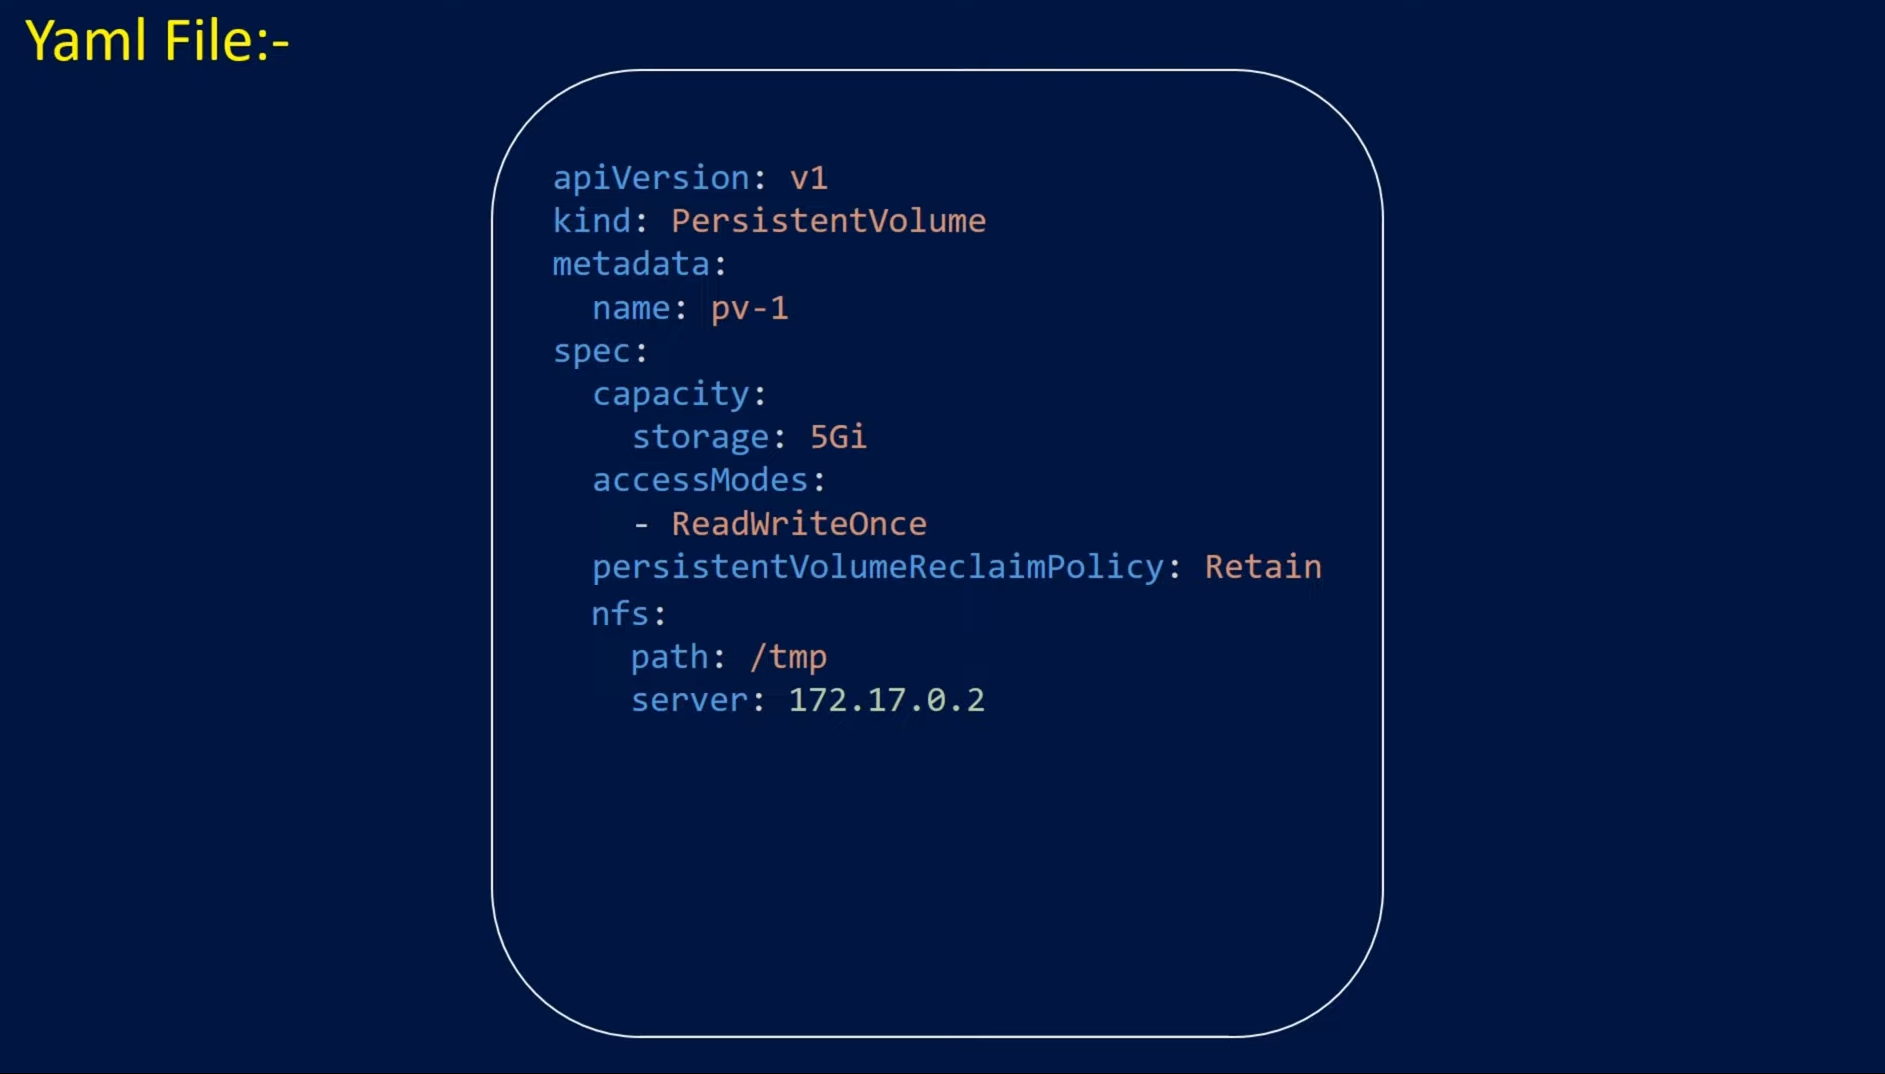 Yaml File:-
apiVersion: v1
kind: PersistentVolume
metadata:
  name: pv-1
spec:
  capacity:
    storage: 5Gi
  accessModes:
    - ReadWriteOnce
  persistentVolumeReclaimPolicy: Retain
  nfs:
    path: /tmp
    server: 172.17.0.2